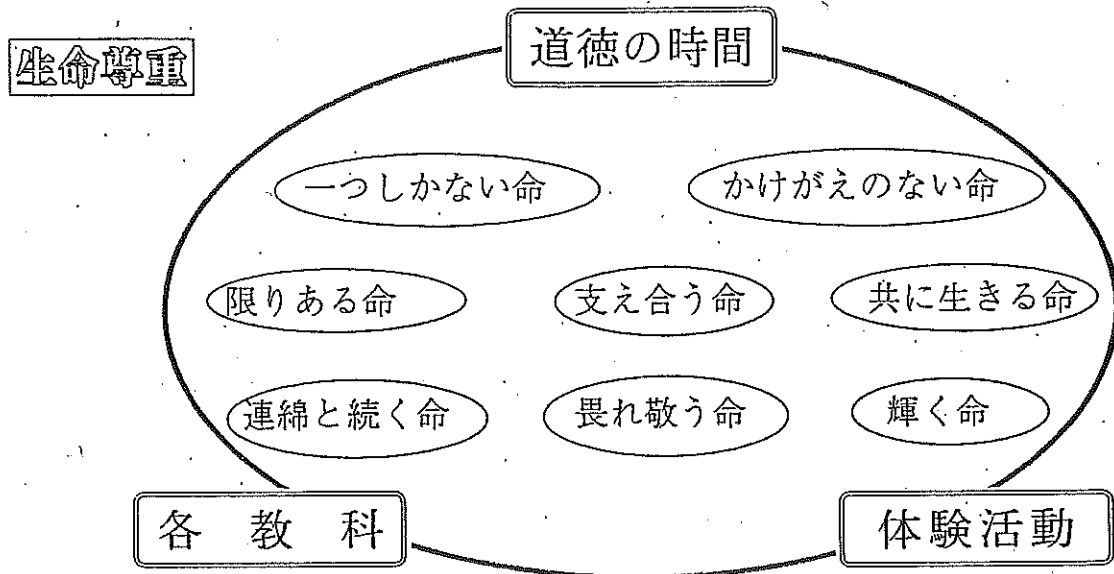 生命尊重
道徳の時間
一つしかない命
かけがえのない命
限りある命
支え合う命
共に生きる命
連綿と続く命
畏れ敬う命
輝く命
各教科
体験活動